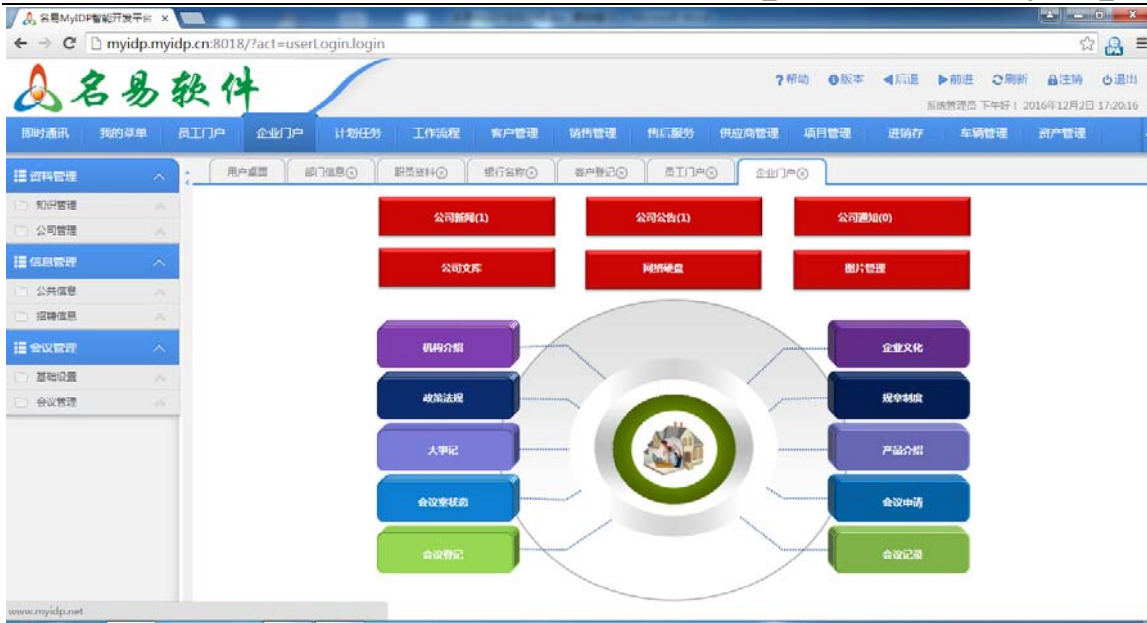 名易MyIDP智能开发平台 ×
myidp.myidp.cn:8018/?act=userLogin.login
名易软件
?帮助 版本 后退 前进 刷新 注销 退出
系统管理员 下午好！ 2016年12月2日 17:20:16
即时通讯 我的菜单 员工门户 企业门户 计划任务 工作流程 客户管理 销售管理 售后服务 供应商管理 项目管理 进销存 车辆管理 资产管理
用户桌面 部门信息 职员资料 银行名称 客户登记 员工门户 企业门户
资料管理
知识管理
公司管理
信息管理
公共信息
招聘信息
会议管理
基础设置
会议管理
公司新闻(1) 公司公告(1) 公司通知(0)
公司文库 网络硬盘 图片管理
机构介绍 企业文化
政策法规 规章制度
大事记 产品介绍
会议室状态 会议申请
会议登记 会议记录
www.myidp.net